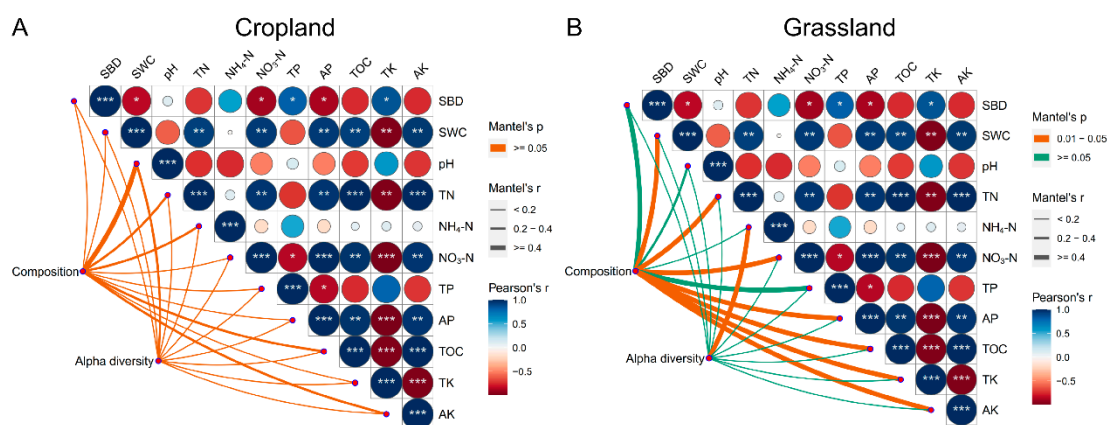 A
Cropland
SBD
SWC
pH
TN
NH₄-N
NO₃-N
TP
AP
TOC
TK
AK
*** * * * * *
SBD
*** ** ** ** ** ** **
SWC
***
pH
*** ** ** *** ** ***
TN
***
NH₄-N
*** * *** ** *** **
NO₃-N
*** *
TP
*** ** *** **
AP
*** *** ***
TOC
*** ***
TK
***
AK
Composition
Alpha diversity
Mantel's p
>= 0.05
Mantel's r
< 0.2
0.2 – 0.4
>= 0.4
Pearson's r
1.0
0.5
0.0
−0.5
B
Grassland
SBD
SWC
pH
TN
NH₄-N
NO₃-N
TP
AP
TOC
TK
AK
*** * * * * *
SBD
*** ** ** ** ** ** **
SWC
***
pH
*** ** ** *** ** ***
TN
***
NH₄-N
*** * *** ** *** **
NO₃-N
*** *
TP
*** ** *** **
AP
*** *** ***
TOC
*** ***
TK
***
AK
Composition
Alpha diversity
Mantel's p
0.01 – 0.05
>= 0.05
Mantel's r
< 0.2
0.2 – 0.4
>= 0.4
Pearson's r
1.0
0.5
0.0
−0.5